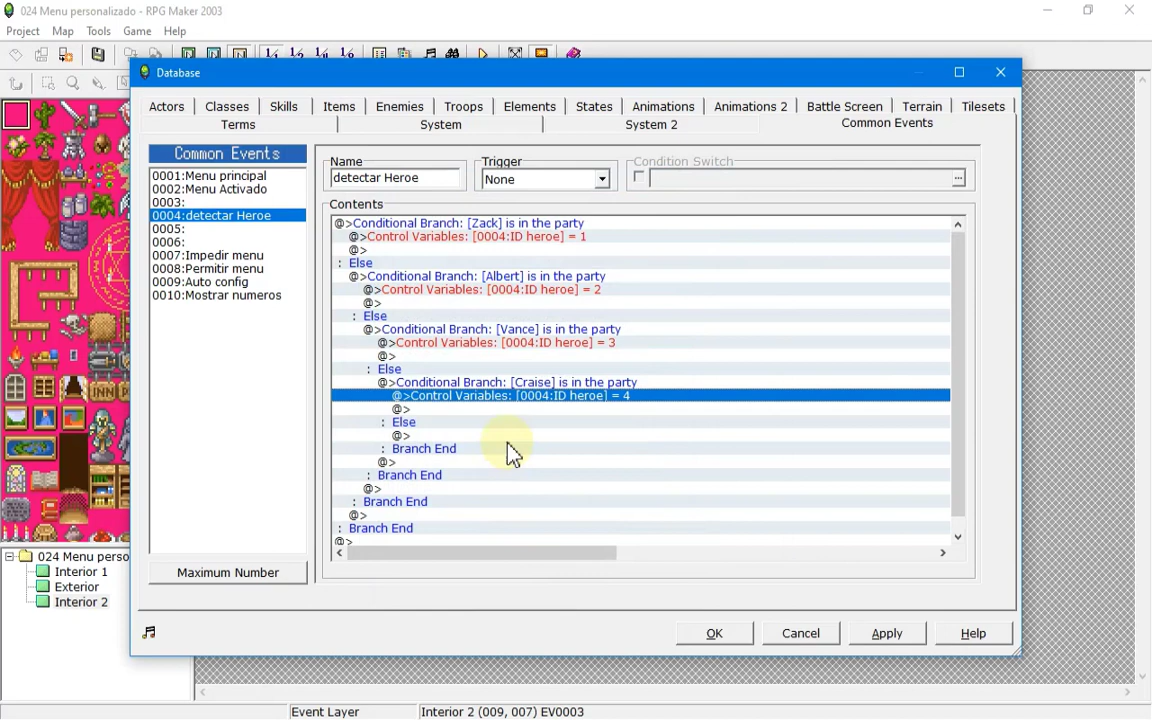 024 Menu personalizado - RPG Maker 2003
Project Map Tools Game Help
Database
Actors Classes Skills Items Enemies Troops Elements States Animations Animations 2 Battle Screen Terrain Tilesets
Terms System System 2 Common Events
Common Events
0001:Menu principal
0002:Menu Activado
0003:
0004:detectar Heroe
0005:
0006:
0007:Impedir menu
0008:Permitir menu
0009:Auto config
0010:Mostrar numeros
Maximum Number
Name
detectar Heroe
Trigger
None
Condition Switch
...
Contents
@>Conditional Branch: [Zack] is in the party
@>Control Variables: [0004:ID heroe] = 1
@>
: Else
@>Conditional Branch: [Albert] is in the party
@>Control Variables: [0004:ID heroe] = 2
@>
: Else
@>Conditional Branch: [Vance] is in the party
@>Control Variables: [0004:ID heroe] = 3
@>
: Else
@>Conditional Branch: [Craise] is in the party
@>Control Variables: [0004:ID heroe] = 4
@>
: Else
@>
: Branch End
@>
: Branch End
@>
: Branch End
@>
: Branch End
@>
OK Cancel Apply Help
024 Menu perso
Interior 1
Exterior
Interior 2
Event Layer Interior 2 (009, 007) EV0003